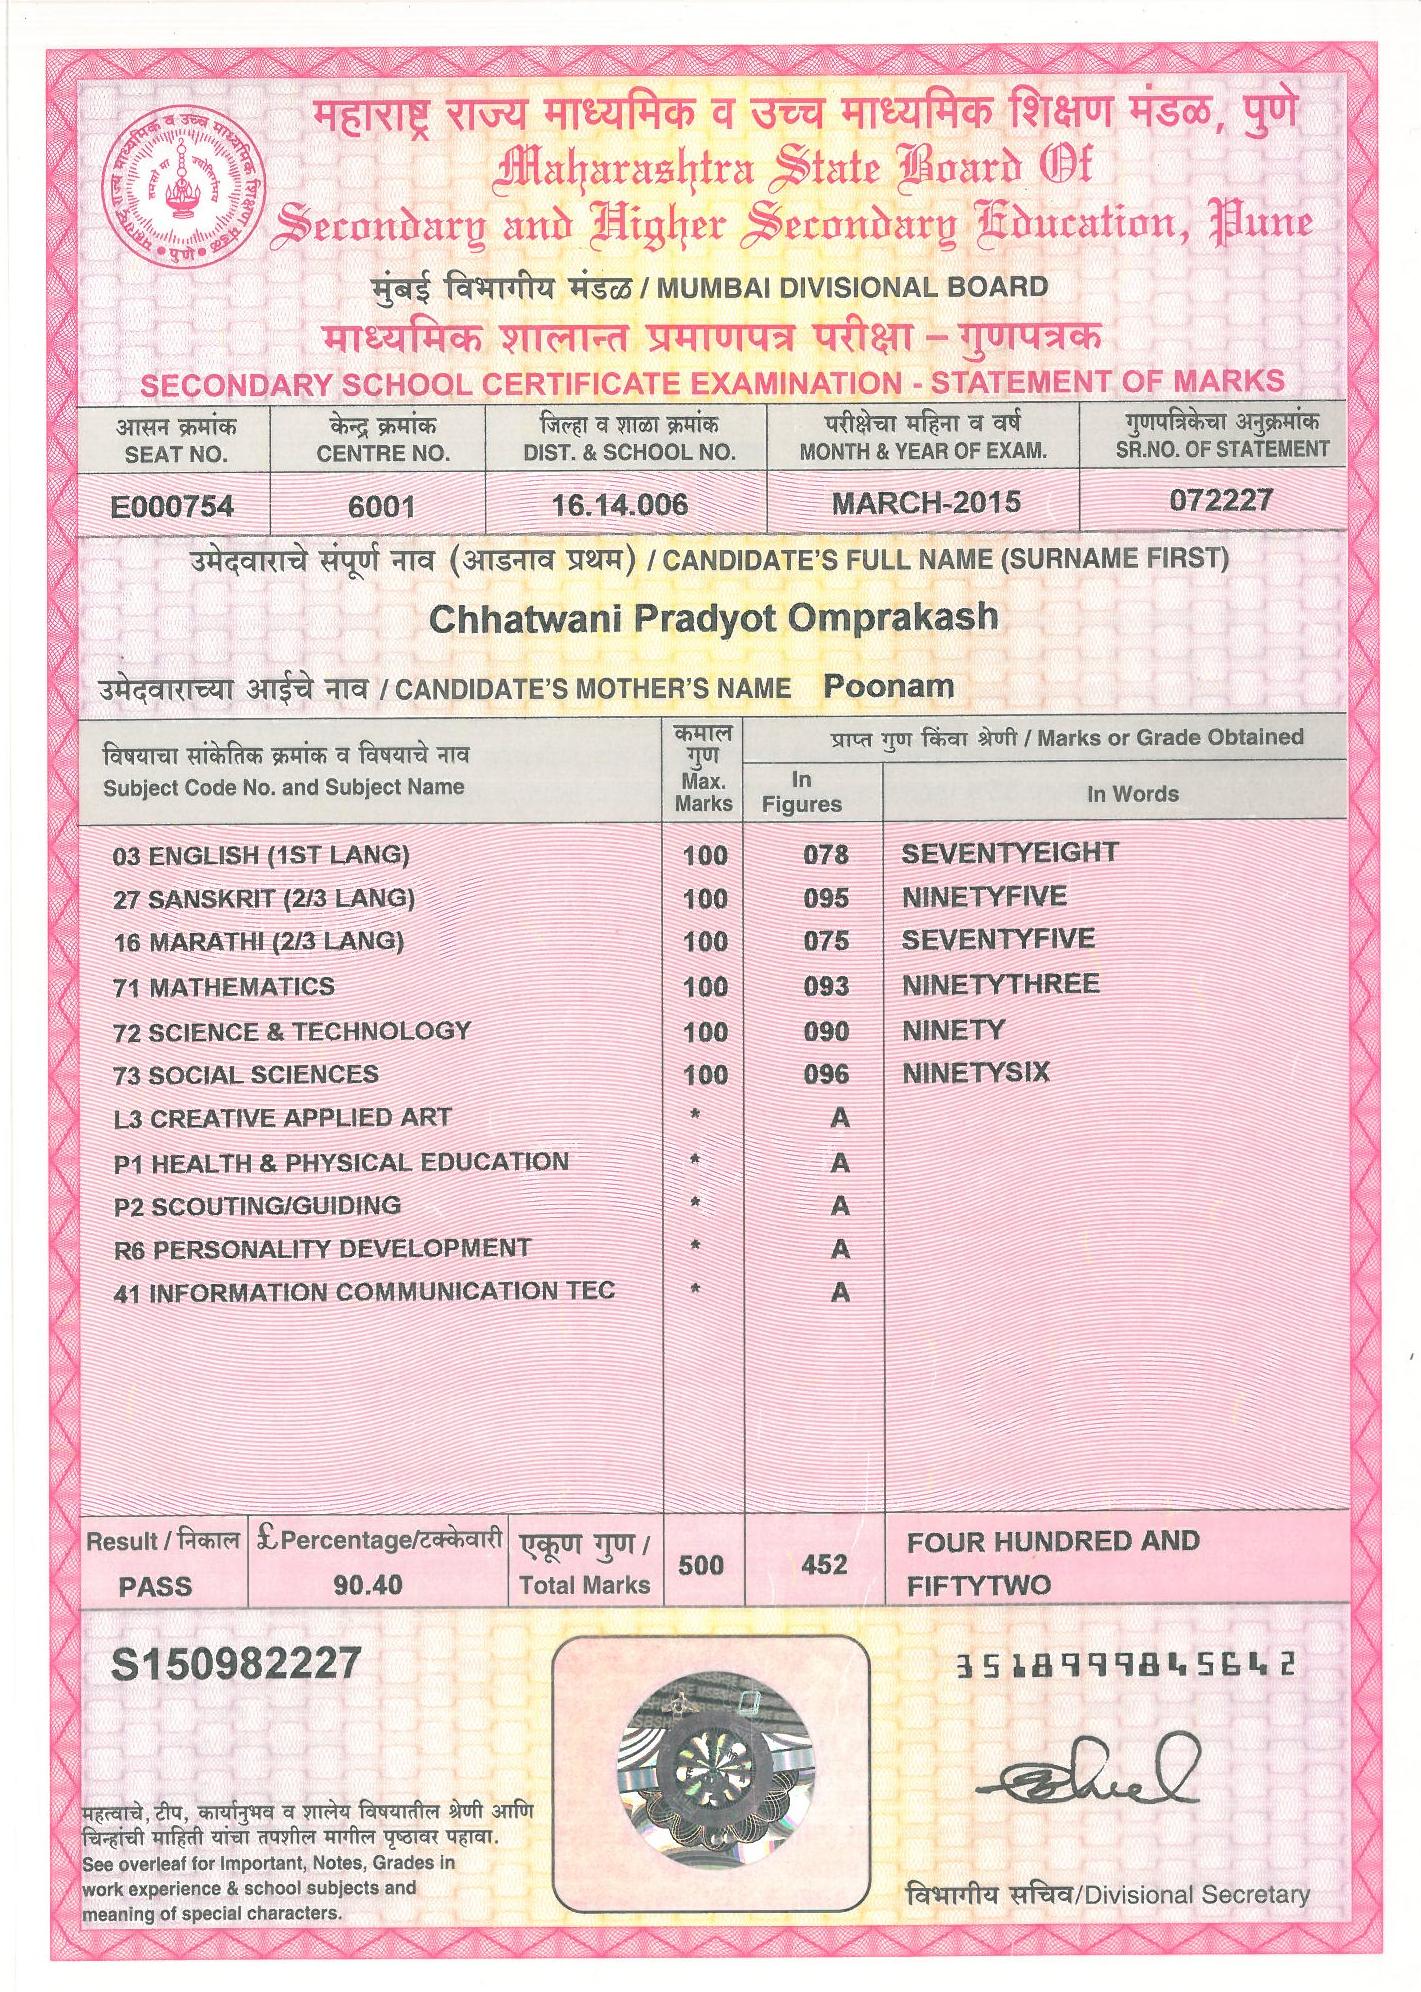 महाराष्ट्र राज्य माध्यमिक व उच्च माध्यमिक शिक्षण मंडळ, पुणे
Maharashtra State Board Of
Secondary and Higher Secondary Education, Pune
मुंबई विभागीय मंडळ / MUMBAI DIVISIONAL BOARD
माध्यमिक शालान्त प्रमाणपत्र परीक्षा – गुणपत्रक
SECONDARY SCHOOL CERTIFICATE EXAMINATION - STATEMENT OF MARKS
आसन क्रमांक केन्द्र क्रमांक जिल्हा व शाळा क्रमांक परीक्षेचा महिना व वर्ष गुणपत्रिकेचा अनुक्रमांक
SEAT NO. CENTRE NO. DIST. & SCHOOL NO. MONTH & YEAR OF EXAM. SR.NO. OF STATEMENT
E000754 6001 16.14.006 MARCH-2015 072227
उमेदवाराचे संपूर्ण नाव (आडनाव प्रथम) / CANDIDATE'S FULL NAME (SURNAME FIRST)
Chhatwani Pradyot Omprakash
उमेदवाराच्या आईचे नाव / CANDIDATE'S MOTHER'S NAME Poonam
विषयाचा सांकेतिक क्रमांक व विषयाचे नाव
Subject Code No. and Subject Name
कमाल
गुण
Max.
Marks
प्राप्त गुण किंवा श्रेणी / Marks or Grade Obtained
In
Figures
In Words
03 ENGLISH (1ST LANG) 100 078 SEVENTYEIGHT
27 SANSKRIT (2/3 LANG) 100 095 NINETYFIVE
16 MARATHI (2/3 LANG) 100 075 SEVENTYFIVE
71 MATHEMATICS 100 093 NINETYTHREE
72 SCIENCE & TECHNOLOGY 100 090 NINETY
73 SOCIAL SCIENCES 100 096 NINETYSIX
L3 CREATIVE APPLIED ART * A
P1 HEALTH & PHYSICAL EDUCATION * A
P2 SCOUTING/GUIDING * A
R6 PERSONALITY DEVELOPMENT * A
41 INFORMATION COMMUNICATION TEC * A
COPY
Result / निकाल £ Percentage/टक्केवारी एकूण गुण / 500 452 FOUR HUNDRED AND
PASS 90.40 Total Marks FIFTYTWO
S150982227
3518999845642
महत्वाचे, टीप, कार्यानुभव व शालेय विषयातील श्रेणी आणि
चिन्हांची माहिती यांचा तपशील मागील पृष्ठावर पहावा.
See overleaf for Important, Notes, Grades in
work experience & school subjects and
meaning of special characters.
विभागीय सचिव/Divisional Secretary